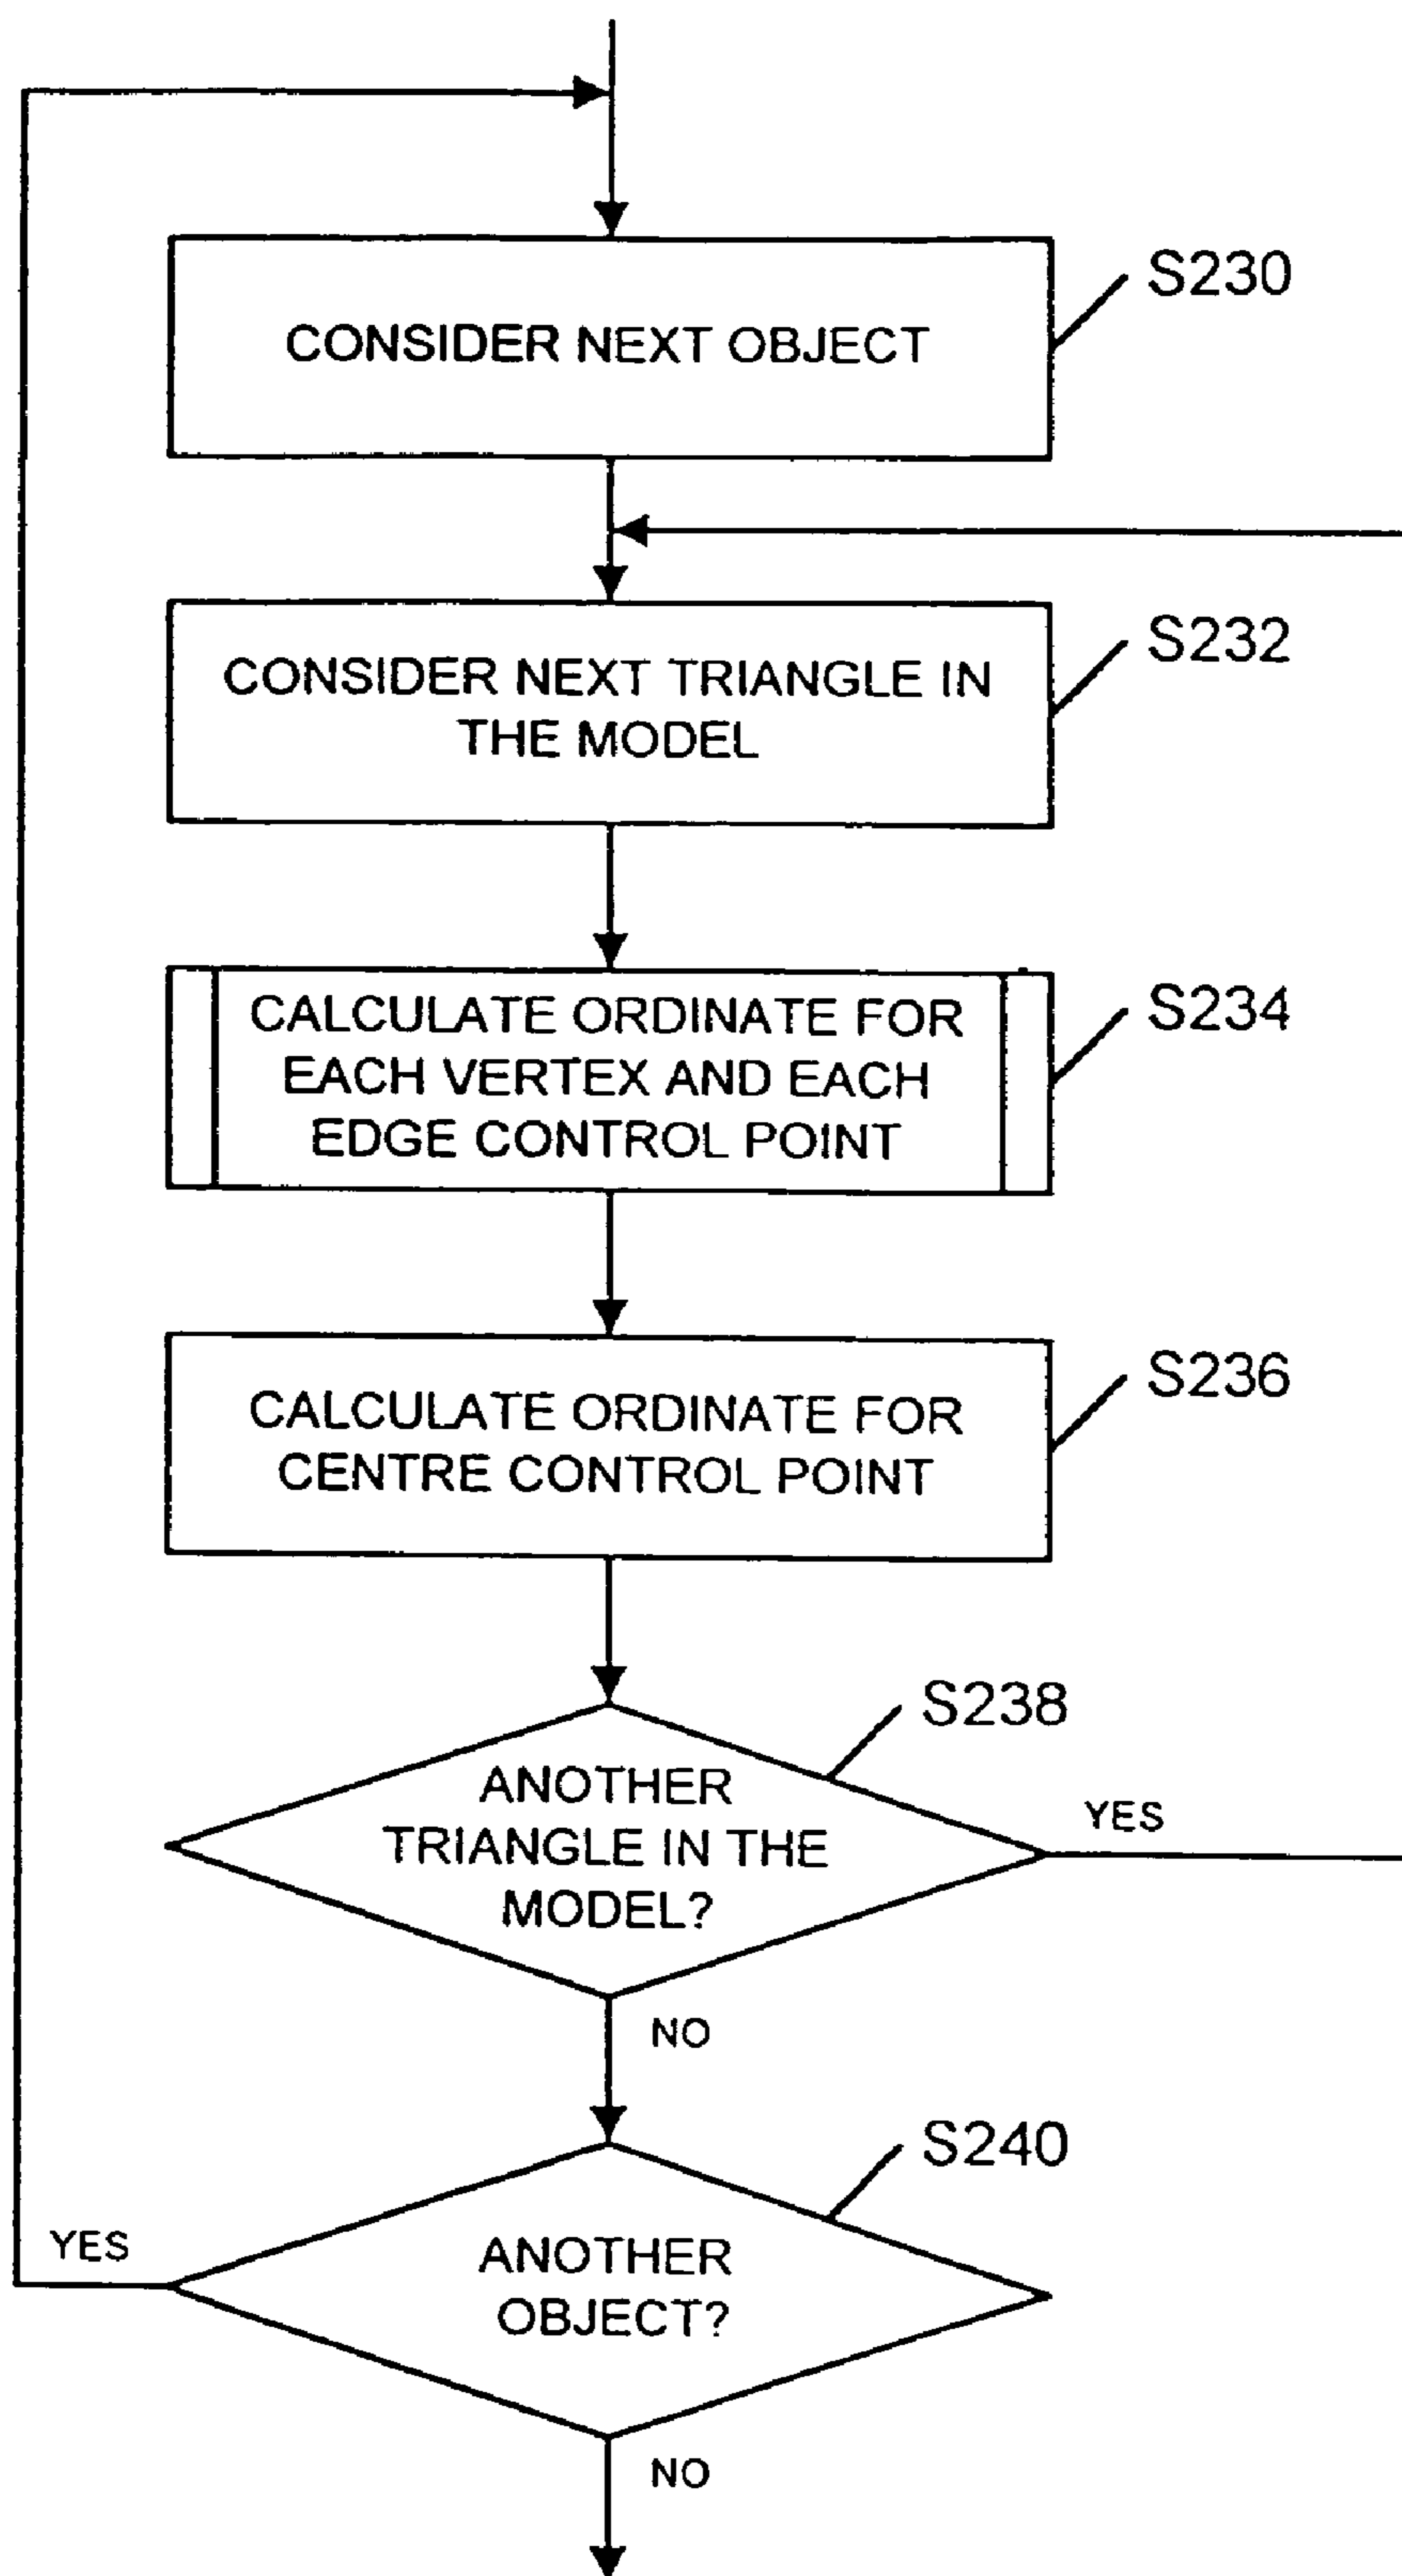 S230
CONSIDER NEXT OBJECT
S232
CONSIDER NEXT TRIANGLE IN
THE MODEL
S234
CALCULATE ORDINATE FOR
EACH VERTEX AND EACH
EDGE CONTROL POINT
S236
CALCULATE ORDINATE FOR
CENTRE CONTROL POINT
S238
ANOTHER
TRIANGLE IN THE
MODEL?
YES
NO
S240
ANOTHER
OBJECT?
YES
NO